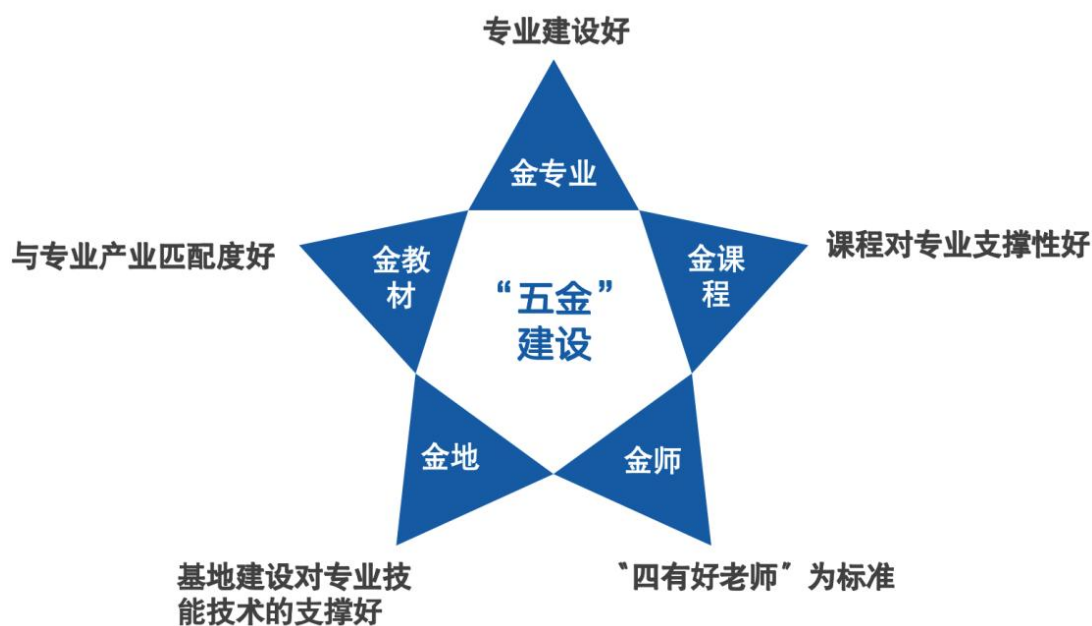 专业建设好
金专业
与专业产业匹配度好
金教
材
“五金”
建设
金课
程
课程对专业支撑性好
金地
金师
基地建设对专业技
能技术的支撑好
“四有好老师”为标准